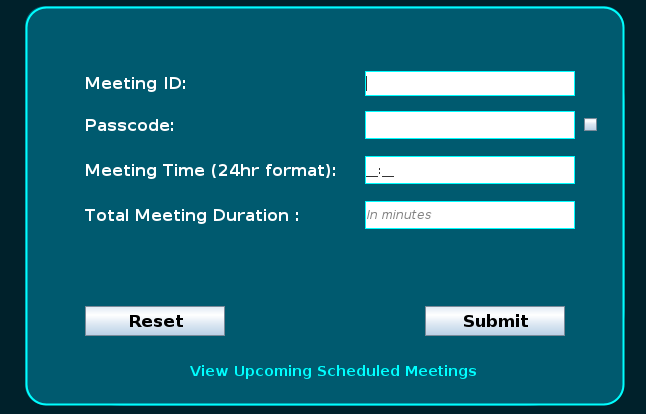 Meeting ID:
Passcode:
Meeting Time (24hr format): __:__
Total Meeting Duration : In minutes
Reset Submit
View Upcoming Scheduled Meetings